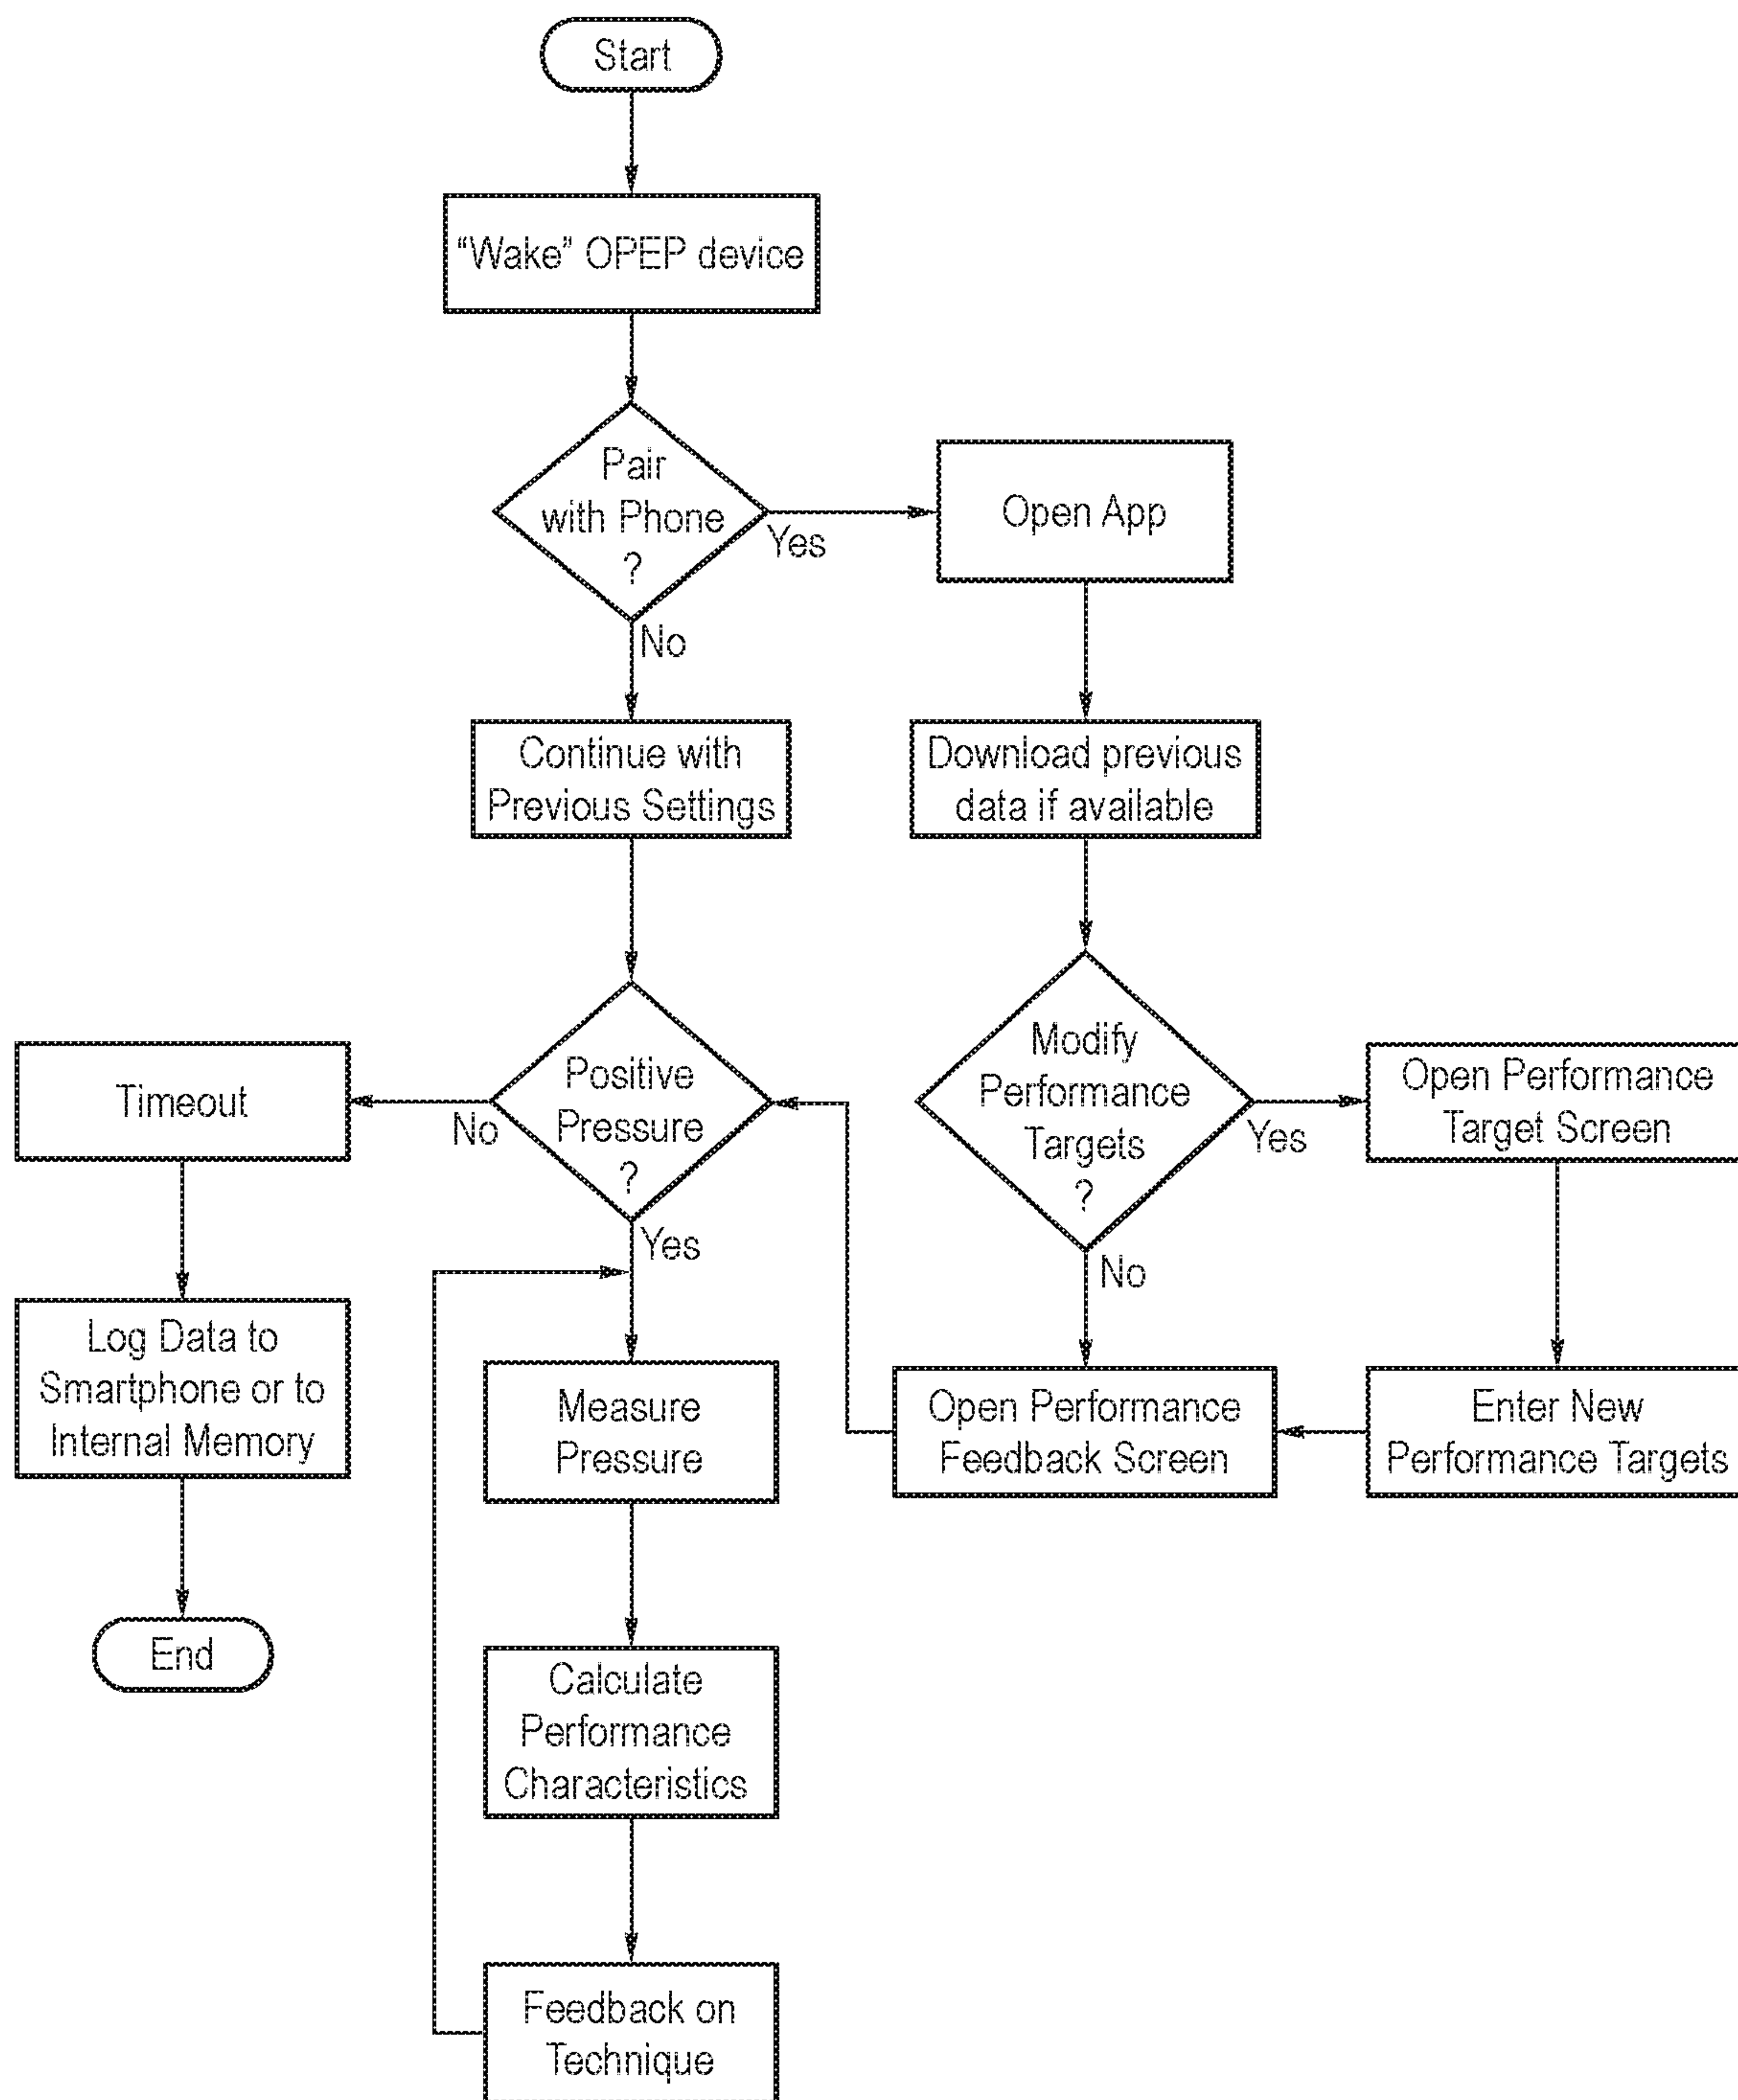 Start
“Wake” OPEP device
Pair
with Phone
?
Yes
No
Open App
Continue with
Previous Settings
Download previous
data if available
Timeout
No
Positive
Pressure
?
Yes
Modify
Performance
Targets
?
Yes
No
Open Performance
Target Screen
Log Data to
Smartphone or to
Internal Memory
Measure
Pressure
Open Performance
Feedback Screen
Enter New
Performance Targets
End
Calculate
Performance
Characteristics
Feedback on
Technique